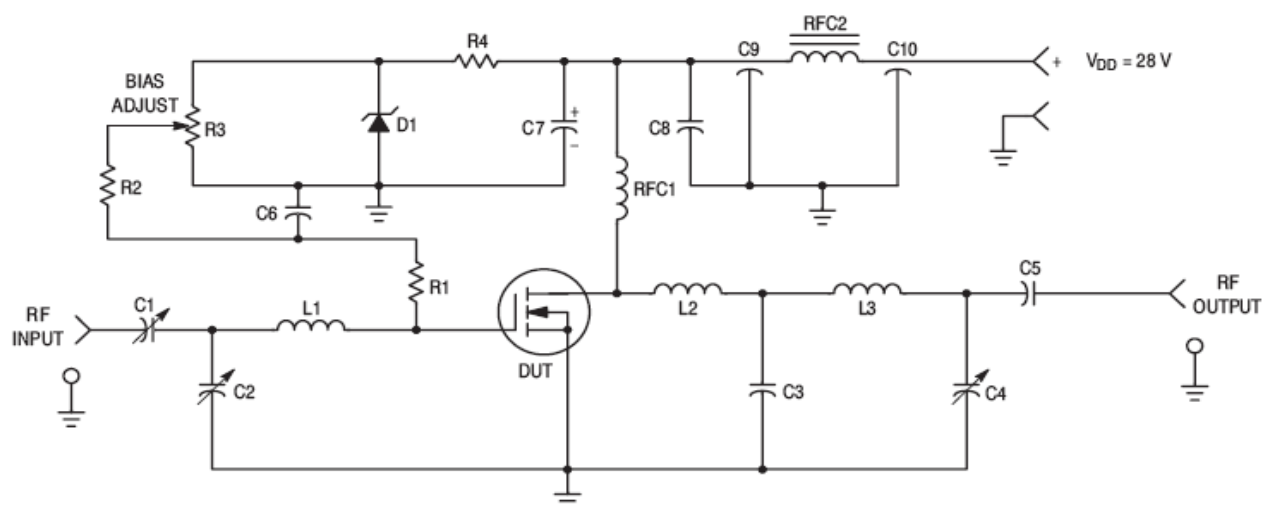 RFC2
R4
C9
C10
+
V_DD = 28 V
BIAS
ADJUST
R3
D1
C7
+
–
C8
R2
RFC1
C6
R1
C5
RF
INPUT
C1
L1
L2
L3
RF
OUTPUT
DUT
C2
C3
C4